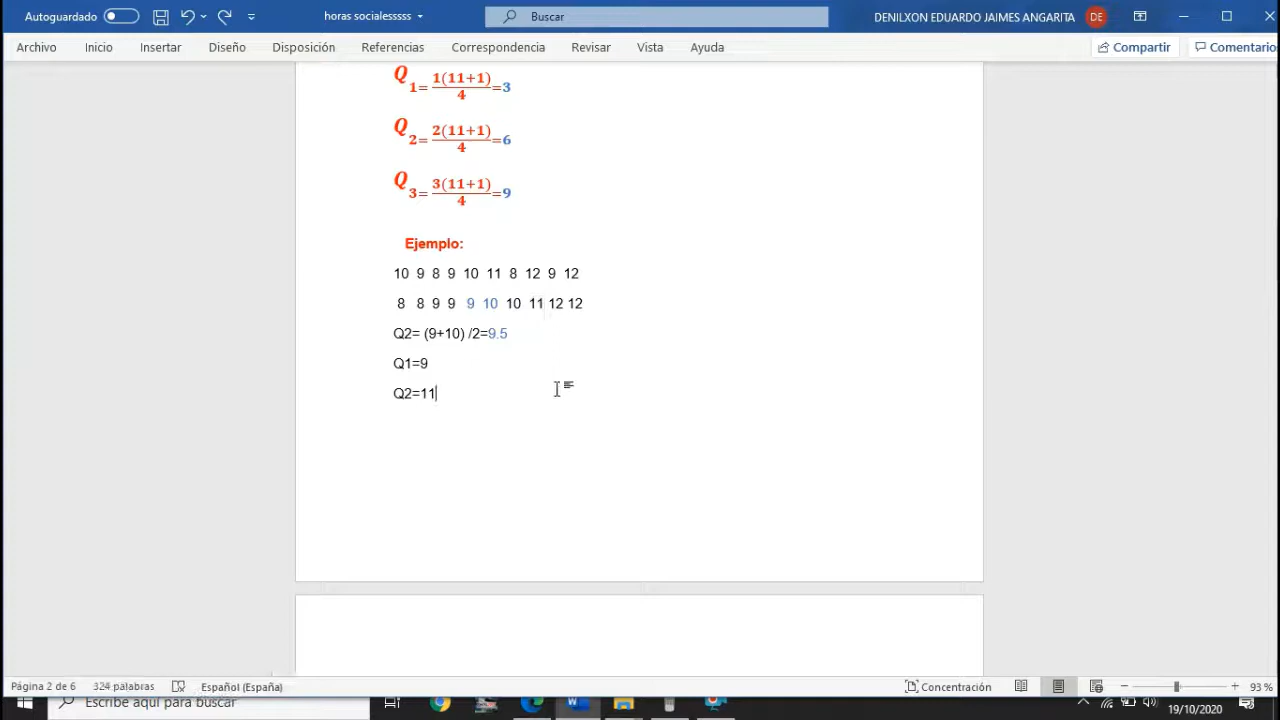 Autoguardado
horas socialesssss
Buscar
DENILXON EDUARDO JAIMES ANGARITA
DE
Archivo Inicio Insertar Diseño Disposición Referencias Correspondencia Revisar Vista Ayuda
Compartir
Comentario
Q1= 1(11+1)/4 =3
Q2= 2(11+1)/4 =6
Q3= 3(11+1)/4 =9
Ejemplo:
10 9 8 9 10 11 8 12 9 12
8 8 9 9 9 10 10 11 12 12
Q2= (9+10) /2=9.5
Q1=9
Q2=11
Página 2 de 6 324 palabras Español (España) Concentración 93 %
Escribe aquí para buscar
19/10/2020